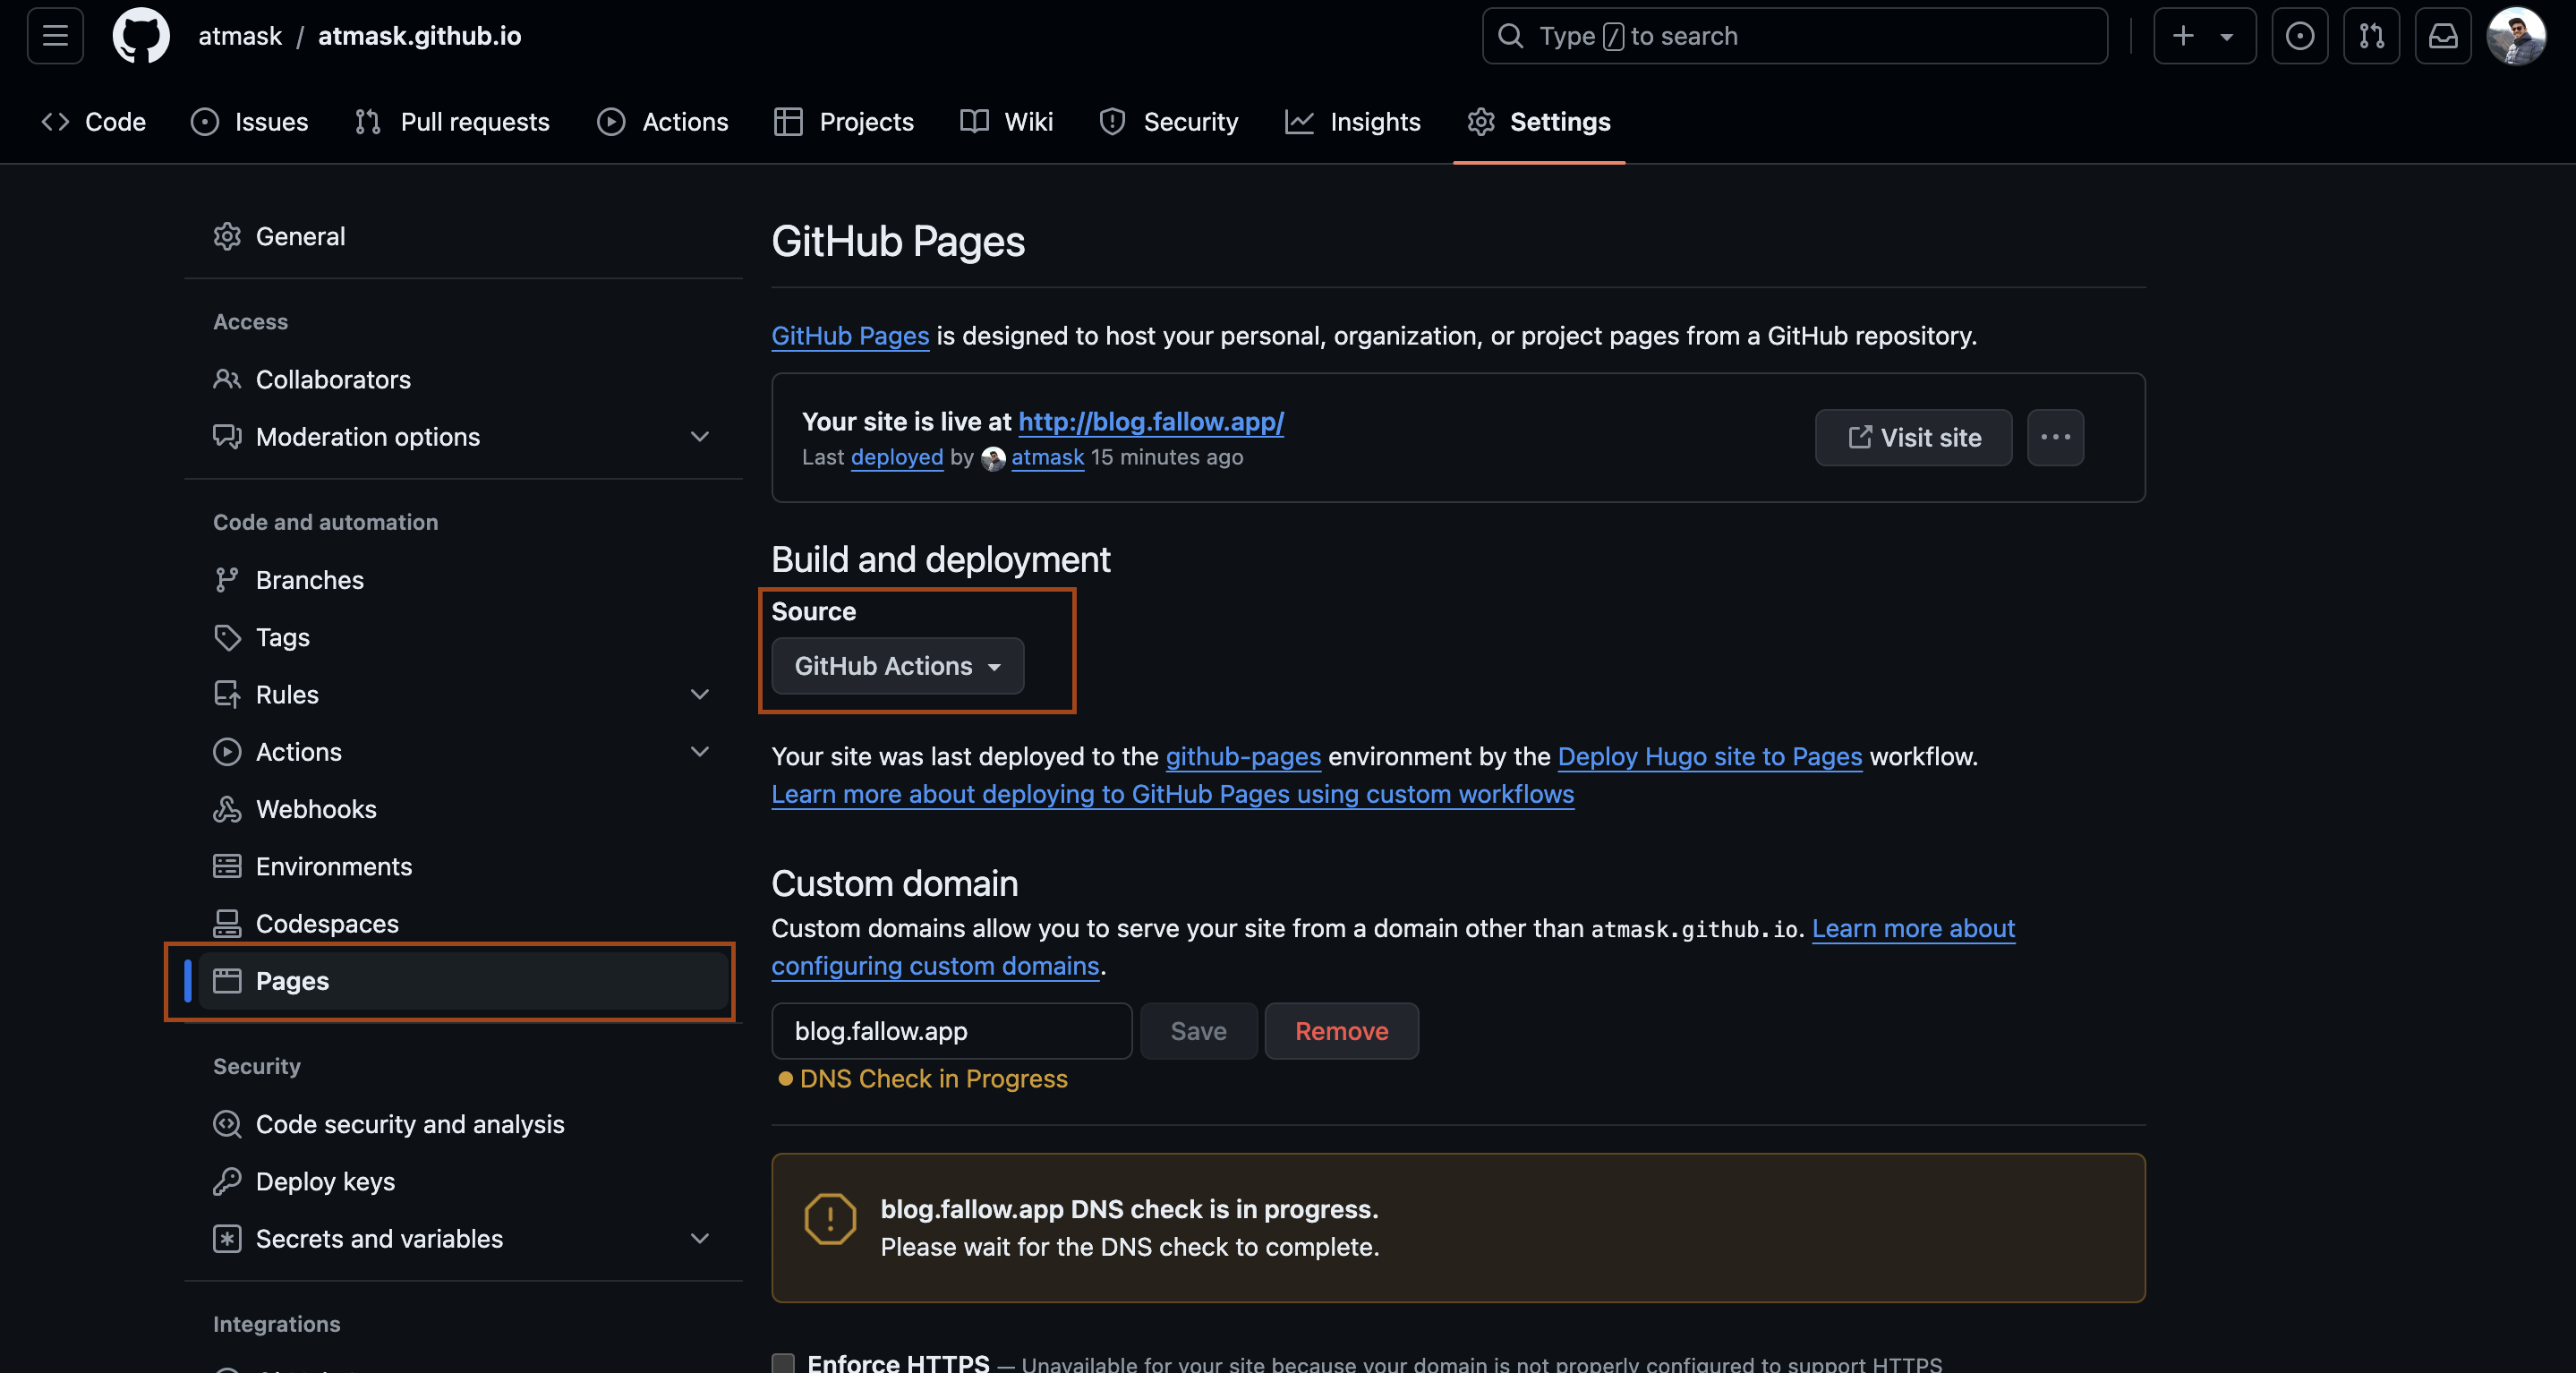 atmask / atmask.github.io
Type / to search
Code Issues Pull requests Actions Projects Wiki Security Insights Settings
General
Access
Collaborators
Moderation options
Code and automation
Branches
Tags
Rules
Actions
Webhooks
Environments
Codespaces
Pages
Security
Code security and analysis
Deploy keys
Secrets and variables
Integrations
GitHub Pages
GitHub Pages is designed to host your personal, organization, or project pages from a GitHub repository.
Your site is live at http://blog.fallow.app/
Last deployed by atmask 15 minutes ago
Visit site
Build and deployment
Source
GitHub Actions
Your site was last deployed to the github-pages environment by the Deploy Hugo site to Pages workflow.
Learn more about deploying to GitHub Pages using custom workflows
Custom domain
Custom domains allow you to serve your site from a domain other than atmask.github.io. Learn more about
configuring custom domains.
blog.fallow.app Save Remove
DNS Check in Progress
blog.fallow.app DNS check is in progress.
Please wait for the DNS check to complete.
Enforce HTTPS — Unavailable for your site because your domain is not properly configured to support HTTPS